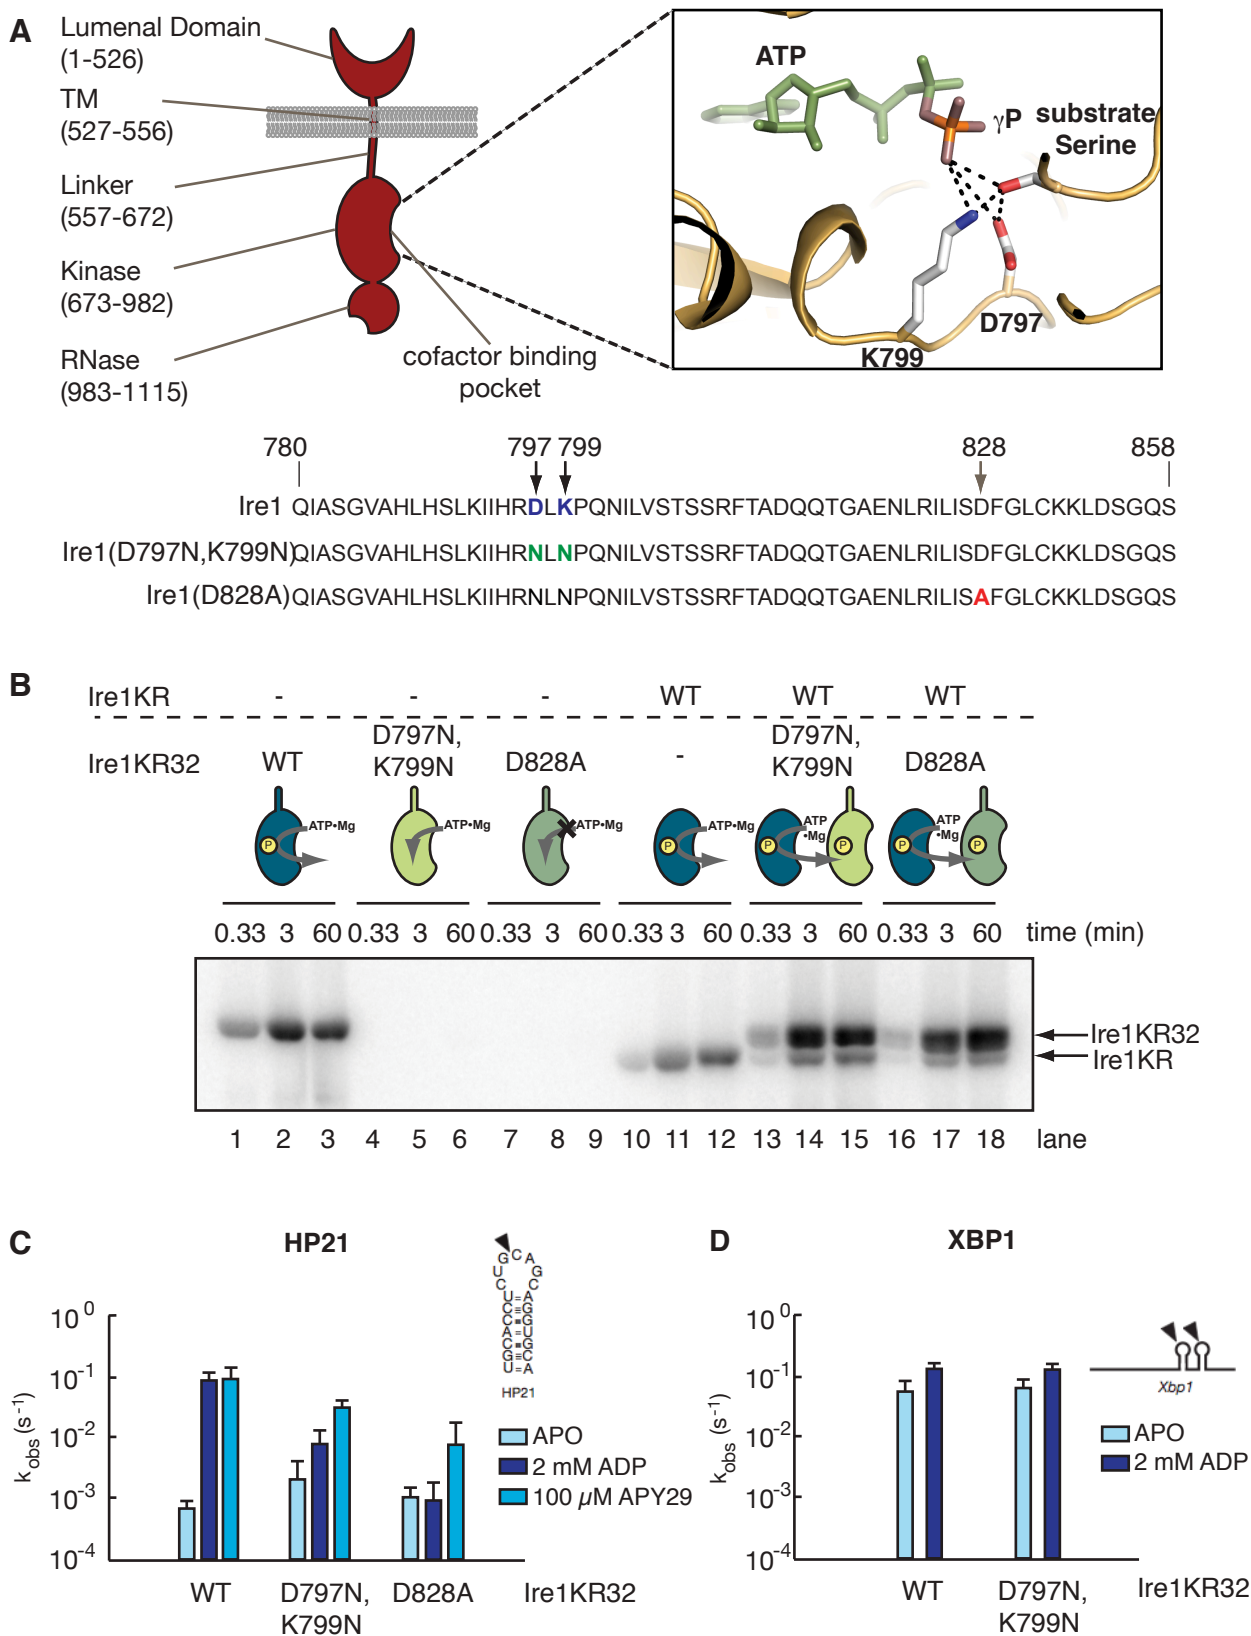 A
Lumenal Domain
(1-526)
TM
(527-556)
Linker
(557-672)
Kinase
(673-982)
RNase
(983-1115)
cofactor binding
pocket
ATP
γP
substrate
Serine
D797
K799
780 797 799 828 858
Ire1 QIASGVAHLHSLKIIHRDLKPQNILVSTSSRFTADQQTGAENLRILISDFGLCKKLDSGQS
Ire1(D797N,K799N) QIASGVAHLHSLKIIHRNLNPQNILVSTSSRFTADQQTGAENLRILISDFGLCKKLDSGQS
Ire1(D828A) QIASGVAHLHSLKIIHRNLNPQNILVSTSSRFTADQQTGAENLRILISAFGLCKKLDSGQS
B
Ire1KR - - - WT WT WT
Ire1KR32 WT D797N, K799N D828A - D797N, K799N D828A
P ATP•Mg ATP•Mg ATP•Mg P ATP•Mg P ATP •Mg P P ATP •Mg P
0.33 3 60 0.33 3 60 0.33 3 60 0.33 3 60 0.33 3 60 0.33 3 60 time (min)
Ire1KR32
Ire1KR
1 2 3 4 5 6 7 8 9 10 11 12 13 14 15 16 17 18 lane
C
HP21
10^0
10^-1
10^-2
10^-3
10^-4
k_obs (s^-1)
G C A
U G
C C
U=A
C≡G
C G
A=U
C G
G≡C
U=A
HP21
APO
2 mM ADP
100 µM APY29
WT D797N, D828A Ire1KR32
K799N
D
XBP1
10^0
10^-1
10^-2
10^-3
10^-4
k_obs (s^-1)
Xbp1
APO
2 mM ADP
WT D797N, Ire1KR32
K799N